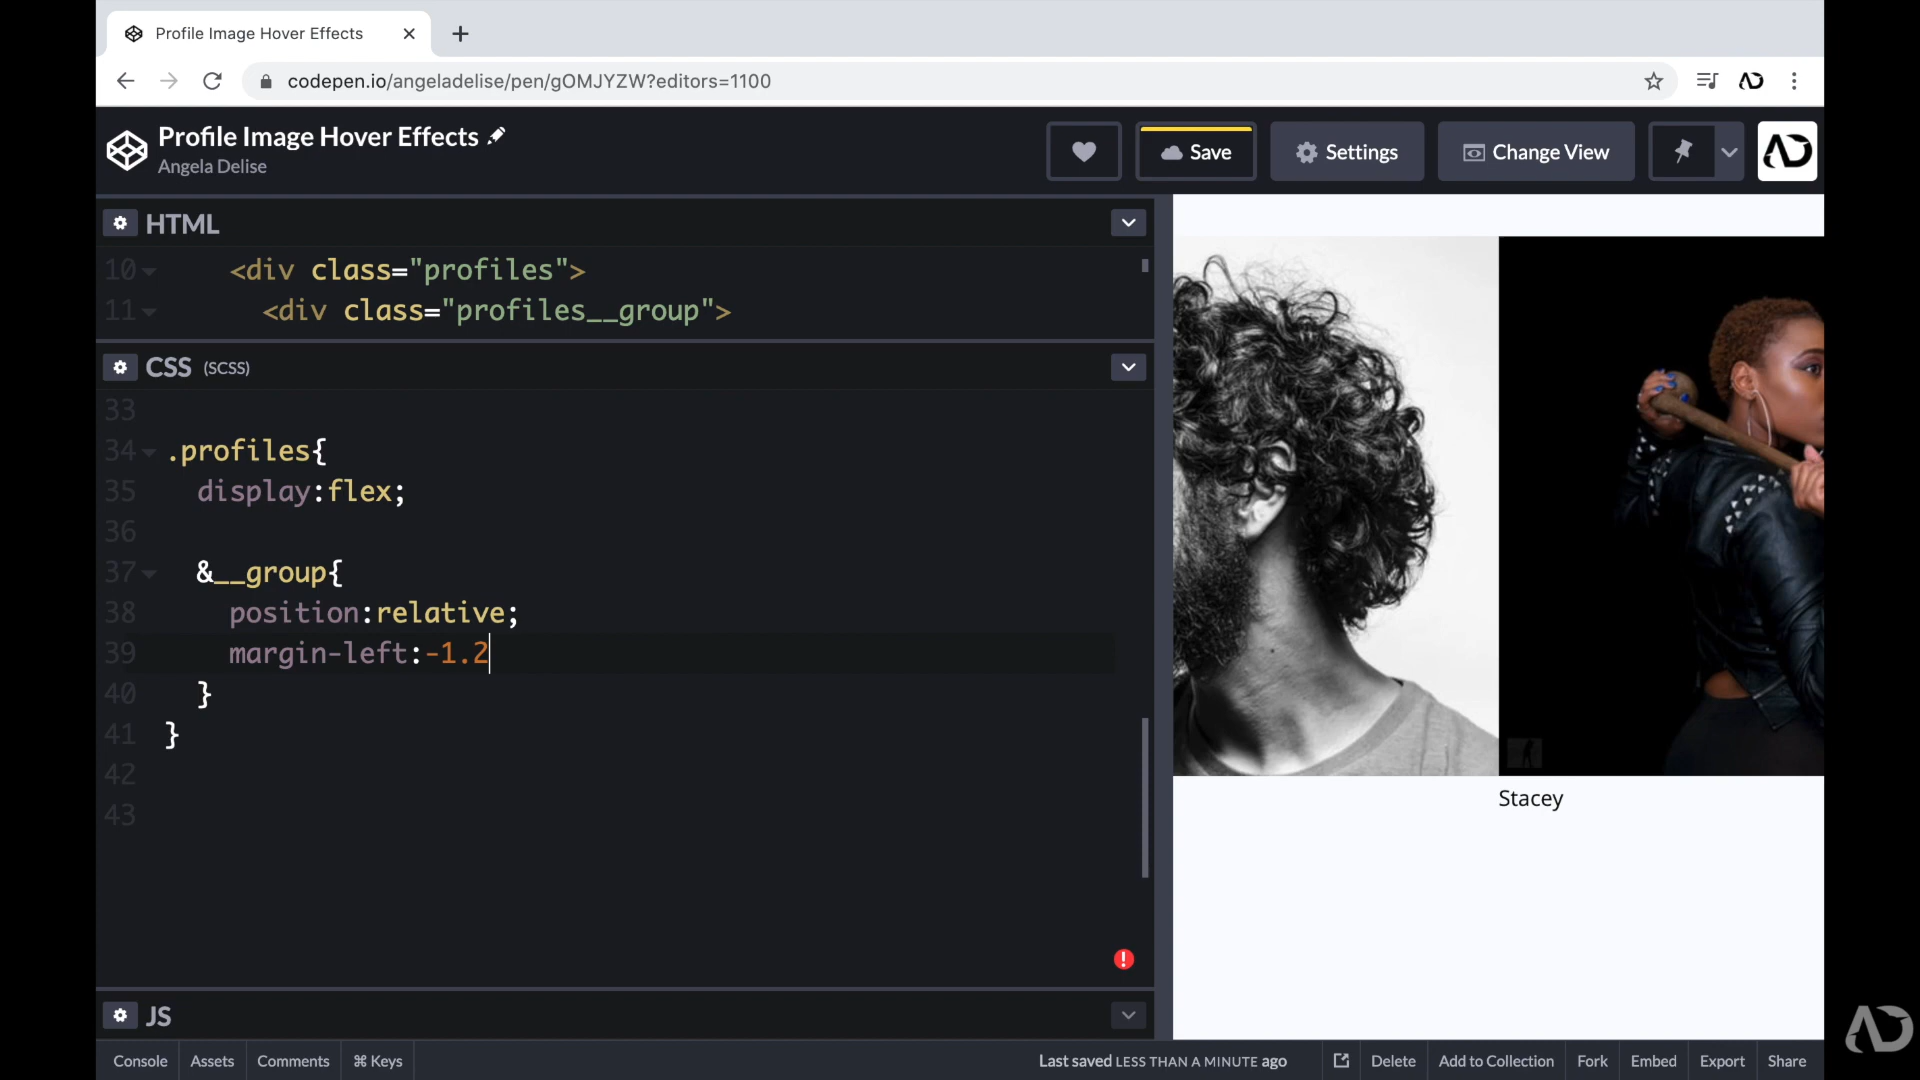 Profile Image Hover Effects
codepen.io/angeladelise/pen/gOMJYZW?editors=1100
Profile Image Hover Effects
Angela Delise
Save
Settings
Change View
HTML
10 <div class="profiles">
11 <div class="profiles__group">
CSS (SCSS)
33
34 .profiles{
35 display:flex;
36
37 &__group{
38 position:relative;
39 margin-left:-1.2
40 }
41 }
42
43
Stacey
JS
Console
Assets
Comments
⌘ Keys
Last saved LESS THAN A MINUTE ago
Delete
Add to Collection
Fork
Embed
Export
Share